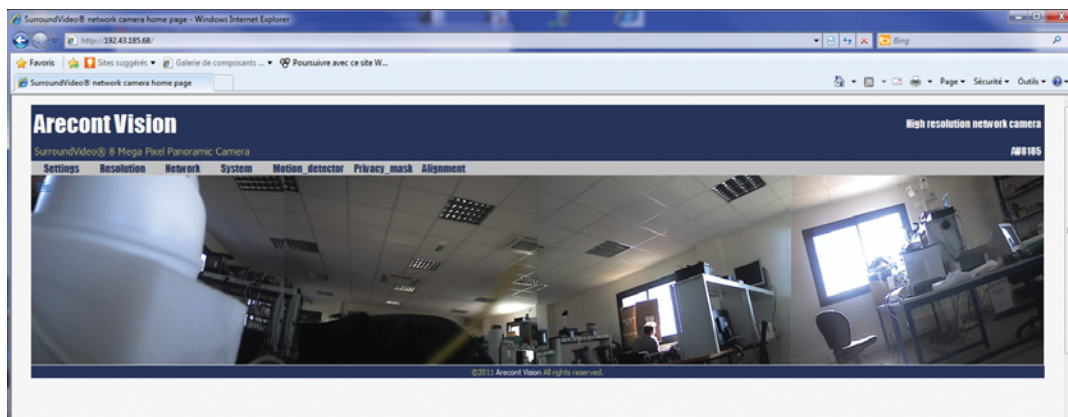 SurroundVideo® network camera home page - Windows Internet Explorer
http://192.43.185.68/
Bing
Favoris Sites suggérés Galerie de composants ... Poursuivre avec ce site W...
SurroundVideo® network camera home page
Page Sécurité Outils
Arecont Vision
High resolution network camera
SurroundVideo® 8 Mega Pixel Panoramic Camera
AV8185
Settings Resolution Network System Motion_detector Privacy_mask Alignment
©2011 Arecont Vision All rights reserved.